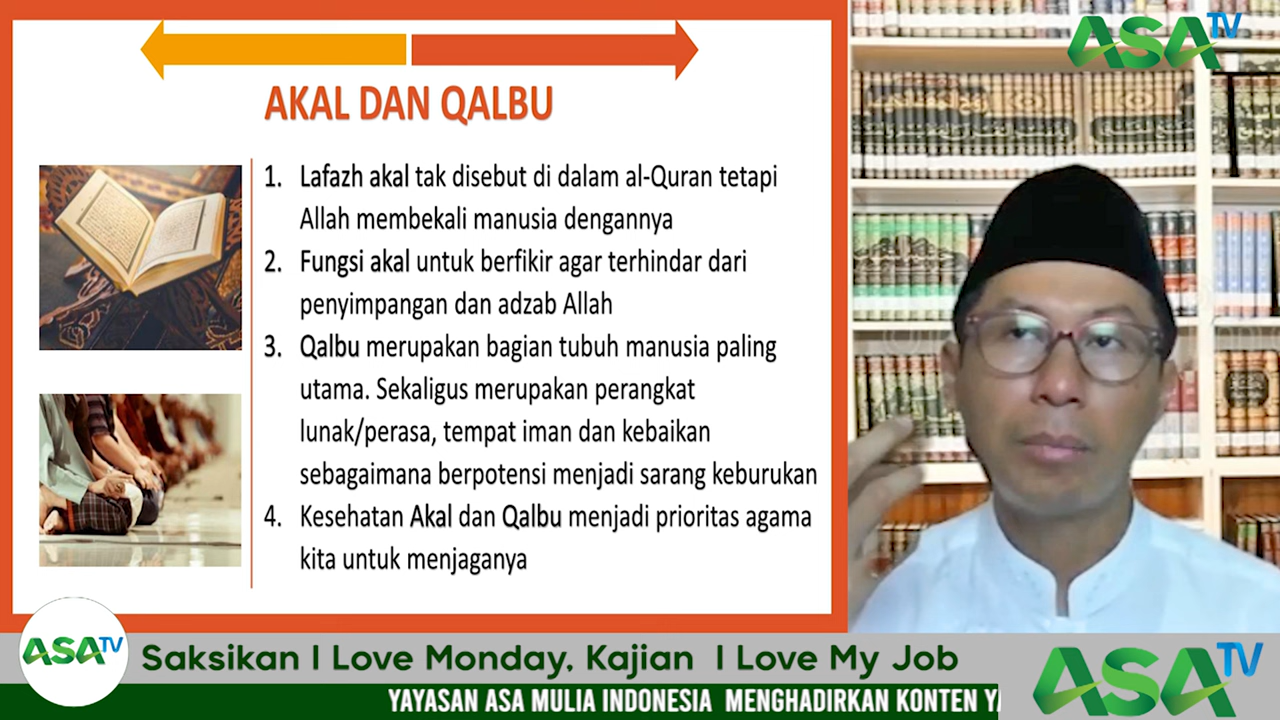 ASA TV
AKAL DAN QALBU
1. Lafazh akal tak disebut di dalam al-Quran tetapi
Allah membekali manusia dengannya
2. Fungsi akal untuk berfikir agar terhindar dari
penyimpangan dan adzab Allah
3. Qalbu merupakan bagian tubuh manusia paling
utama. Sekaligus merupakan perangkat
lunak/perasa, tempat iman dan kebaikan
sebagaimana berpotensi menjadi sarang keburukan
4. Kesehatan Akal dan Qalbu menjadi prioritas agama
kita untuk menjaganya
ASA TV
Saksikan I Love Monday, Kajian I Love My Job
ASA TV
YAYASAN ASA MULIA INDONESIA MENGHADIRKAN KONTEN